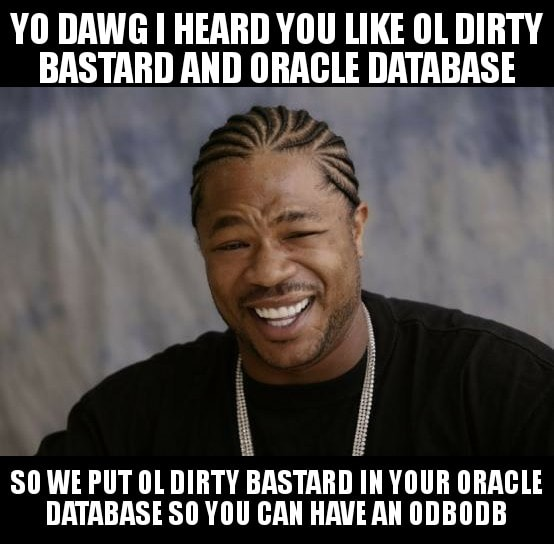 YO DAWG I HEARD YOU LIKE OL DIRTY
BASTARD AND ORACLE DATABASE
SO WE PUT OL DIRTY BASTARD IN YOUR ORACLE
DATABASE SO YOU CAN HAVE AN ODBODB